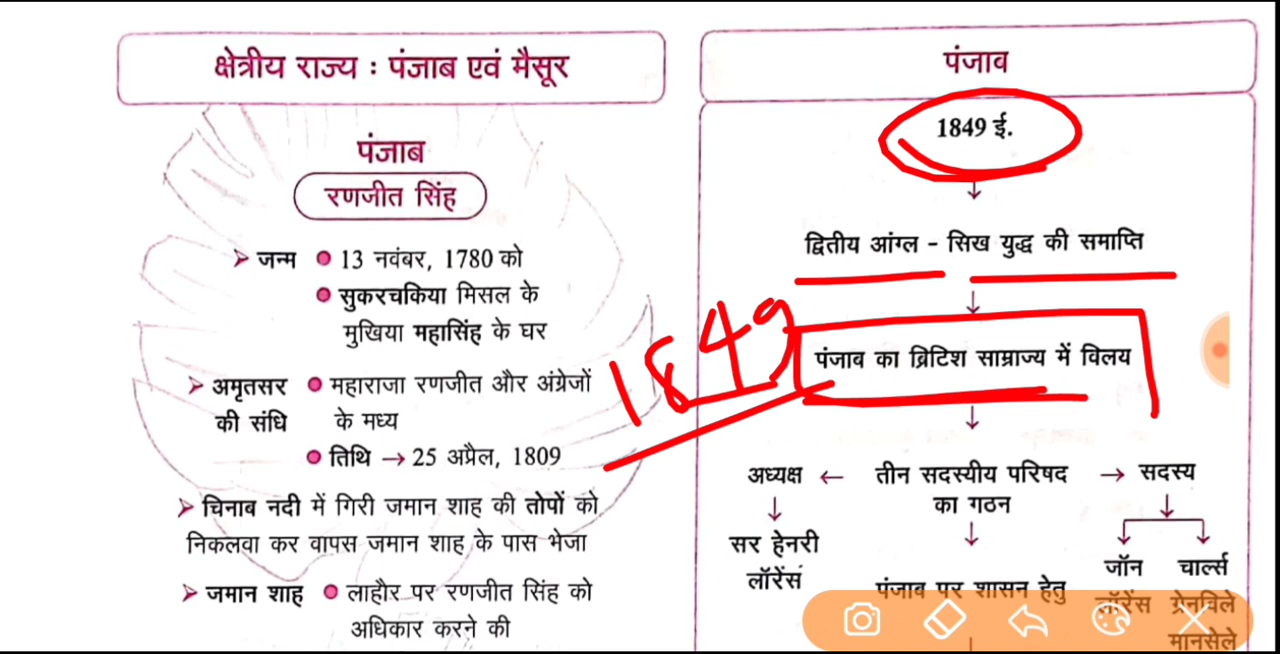 क्षेत्रीय राज्य : पंजाब एवं मैसूर
पंजाब
रणजीत सिंह
जन्म 13 नवंबर, 1780 को
सुकरचकिया मिसल के
मुखिया महासिंह के घर
अमृतसर की संधि महाराजा रणजीत और अंग्रेजों
के मध्य
तिथि → 25 अप्रैल, 1809
चिनाब नदी में गिरी जमान शाह की तोपों को
निकलवा कर वापस जमान शाह के पास भेजा
जमान शाह लाहौर पर रणजीत सिंह को
अधिकार करने की
1849
पंजाब
1849 ई.
↓
द्वितीय आंग्ल - सिख युद्ध की समाप्ति
↓
पंजाब का ब्रिटिश साम्राज्य में विलय
↓
अध्यक्ष ← तीन सदस्यीय परिषद → सदस्य
का गठन
सर हेनरी
लॉरेंस
पंजाब पर शासन हेतु
जॉन
लॉरेंस
चार्ल्स
ग्रेनविले
मानसेले